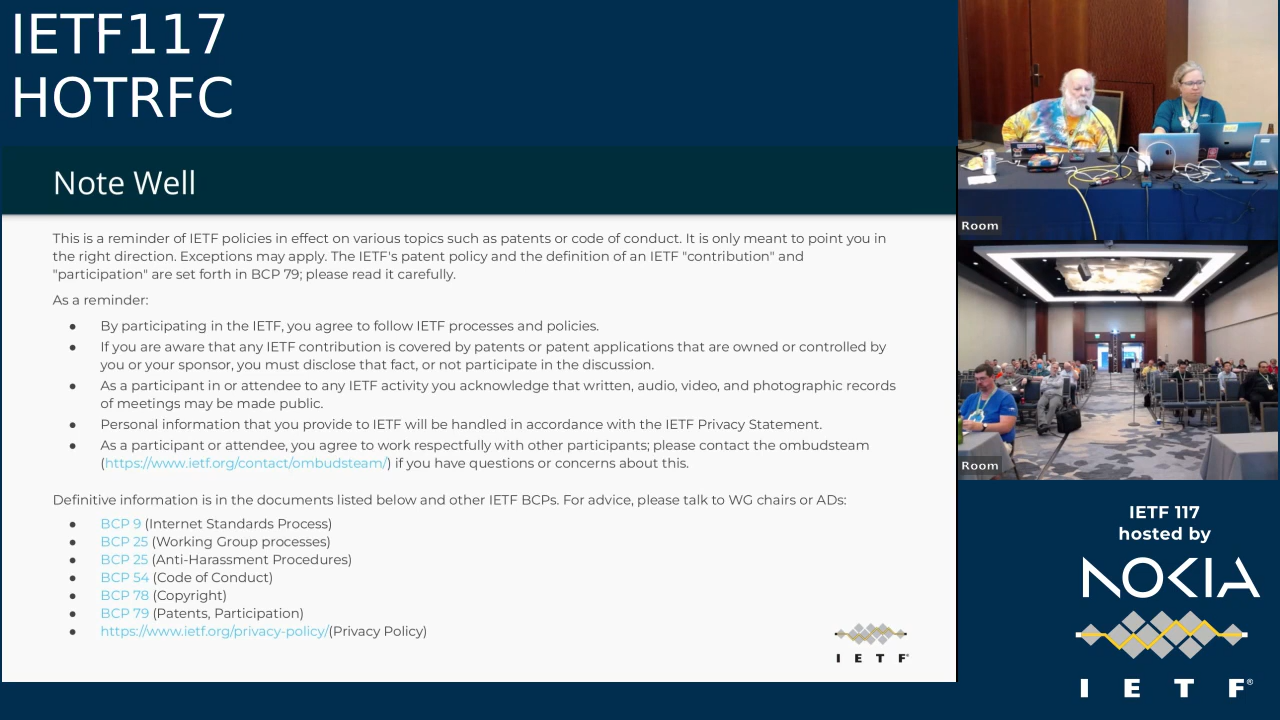 IETF117
HOTRFC
Note Well
This is a reminder of IETF policies in effect on various topics such as patents or code of conduct. It is only meant to point you in
the right direction. Exceptions may apply. The IETF's patent policy and the definition of an IETF "contribution" and
"participation" are set forth in BCP 79; please read it carefully.
As a reminder:
● By participating in the IETF, you agree to follow IETF processes and policies.
● If you are aware that any IETF contribution is covered by patents or patent applications that are owned or controlled by
you or your sponsor, you must disclose that fact, or not participate in the discussion.
● As a participant in or attendee to any IETF activity you acknowledge that written, audio, video, and photographic records
of meetings may be made public.
● Personal information that you provide to IETF will be handled in accordance with the IETF Privacy Statement.
● As a participant or attendee, you agree to work respectfully with other participants; please contact the ombudsteam
(https://www.ietf.org/contact/ombudsteam/) if you have questions or concerns about this.
Definitive information is in the documents listed below and other IETF BCPs. For advice, please talk to WG chairs or ADs:
● BCP 9 (Internet Standards Process)
● BCP 25 (Working Group processes)
● BCP 25 (Anti-Harassment Procedures)
● BCP 54 (Code of Conduct)
● BCP 78 (Copyright)
● BCP 79 (Patents, Participation)
● https://www.ietf.org/privacy-policy/(Privacy Policy)
I E T F®
Room
Room
IETF 117
hosted by
NOKIA
I E T F®